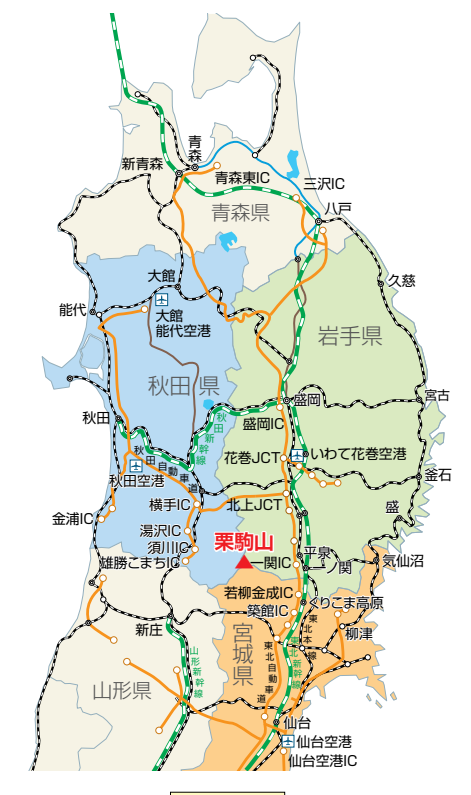 青森
新青森
青森東IC
三沢IC
八戸
青森県
大館
久慈
能代
大館
能代空港
岩手県
秋田県
盛岡
宮古
秋田
秋田新幹線
盛岡IC
秋田自動車道
花巻JCT
いわて花巻空港
秋田空港
釜石
横手IC
北上JCT
盛
金浦IC
湯沢IC
須川IC
栗駒山
平泉
雄勝こまちIC
一関IC
一ノ関
気仙沼
若柳金成IC
くりこま高原
築館IC
新庄
宮城県
東北本線
柳津
山形新幹線
東北自動車道
東北新幹線
山形県
仙台
仙台空港
仙台空港IC